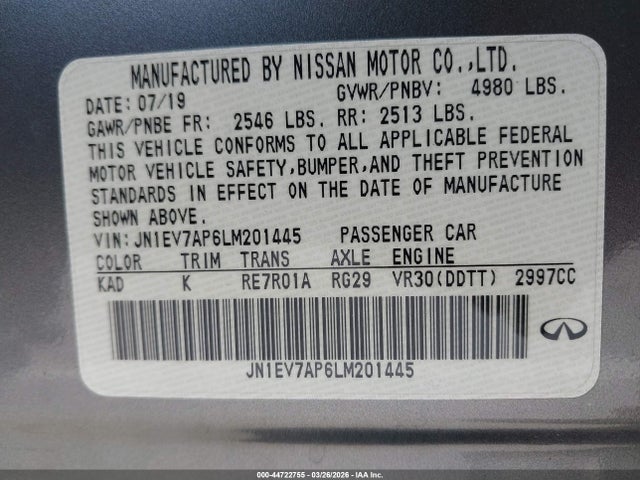 MANUFACTURED BY NISSAN MOTOR CO.,LTD.
DATE: 07/19 GVWR/PNBV: 4980 LBS.
GAWR/PNBE FR: 2546 LBS. RR: 2513 LBS.
THIS VEHICLE CONFORMS TO ALL APPLICABLE FEDERAL
MOTOR VEHICLE SAFETY,BUMPER,AND THEFT PREVENTION
STANDARDS IN EFFECT ON THE DATE OF MANUFACTURE
SHOWN ABOVE.
VIN: JN1EV7AP6LM201445 PASSENGER CAR
COLOR TRIM TRANS AXLE ENGINE
KAD K RE7R01A RG29 VR30(DDTT) 2997CC
JN1EV7AP6LM201445
000-44722755 | 03/26/2026 | IAA Corp.